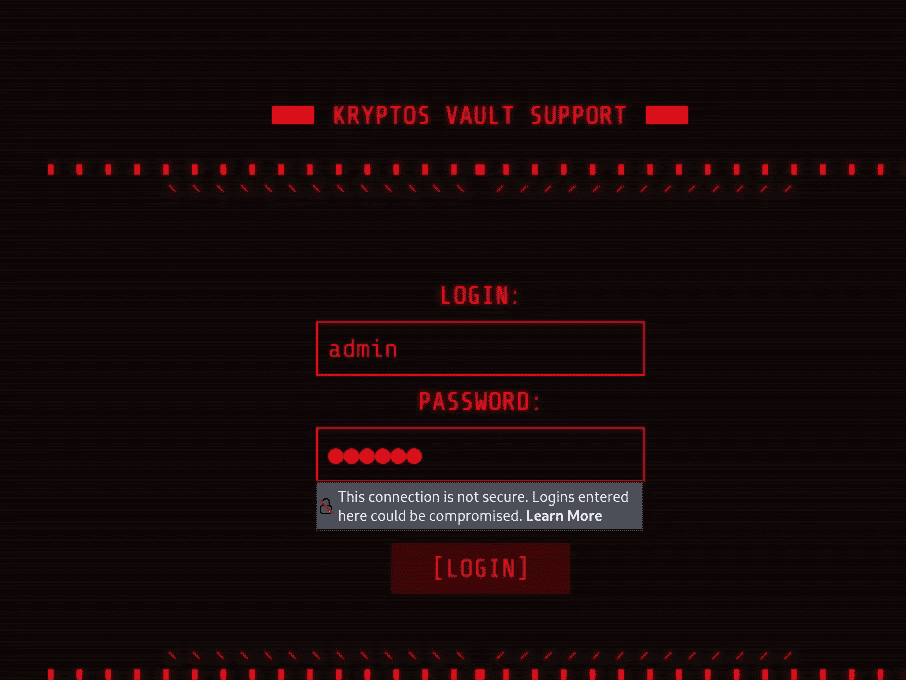 KRYPTOS VAULT SUPPORT
LOGIN:
admin
PASSWORD:
●●●●●●
This connection is not secure. Logins entered
here could be compromised. Learn More
[LOGIN]